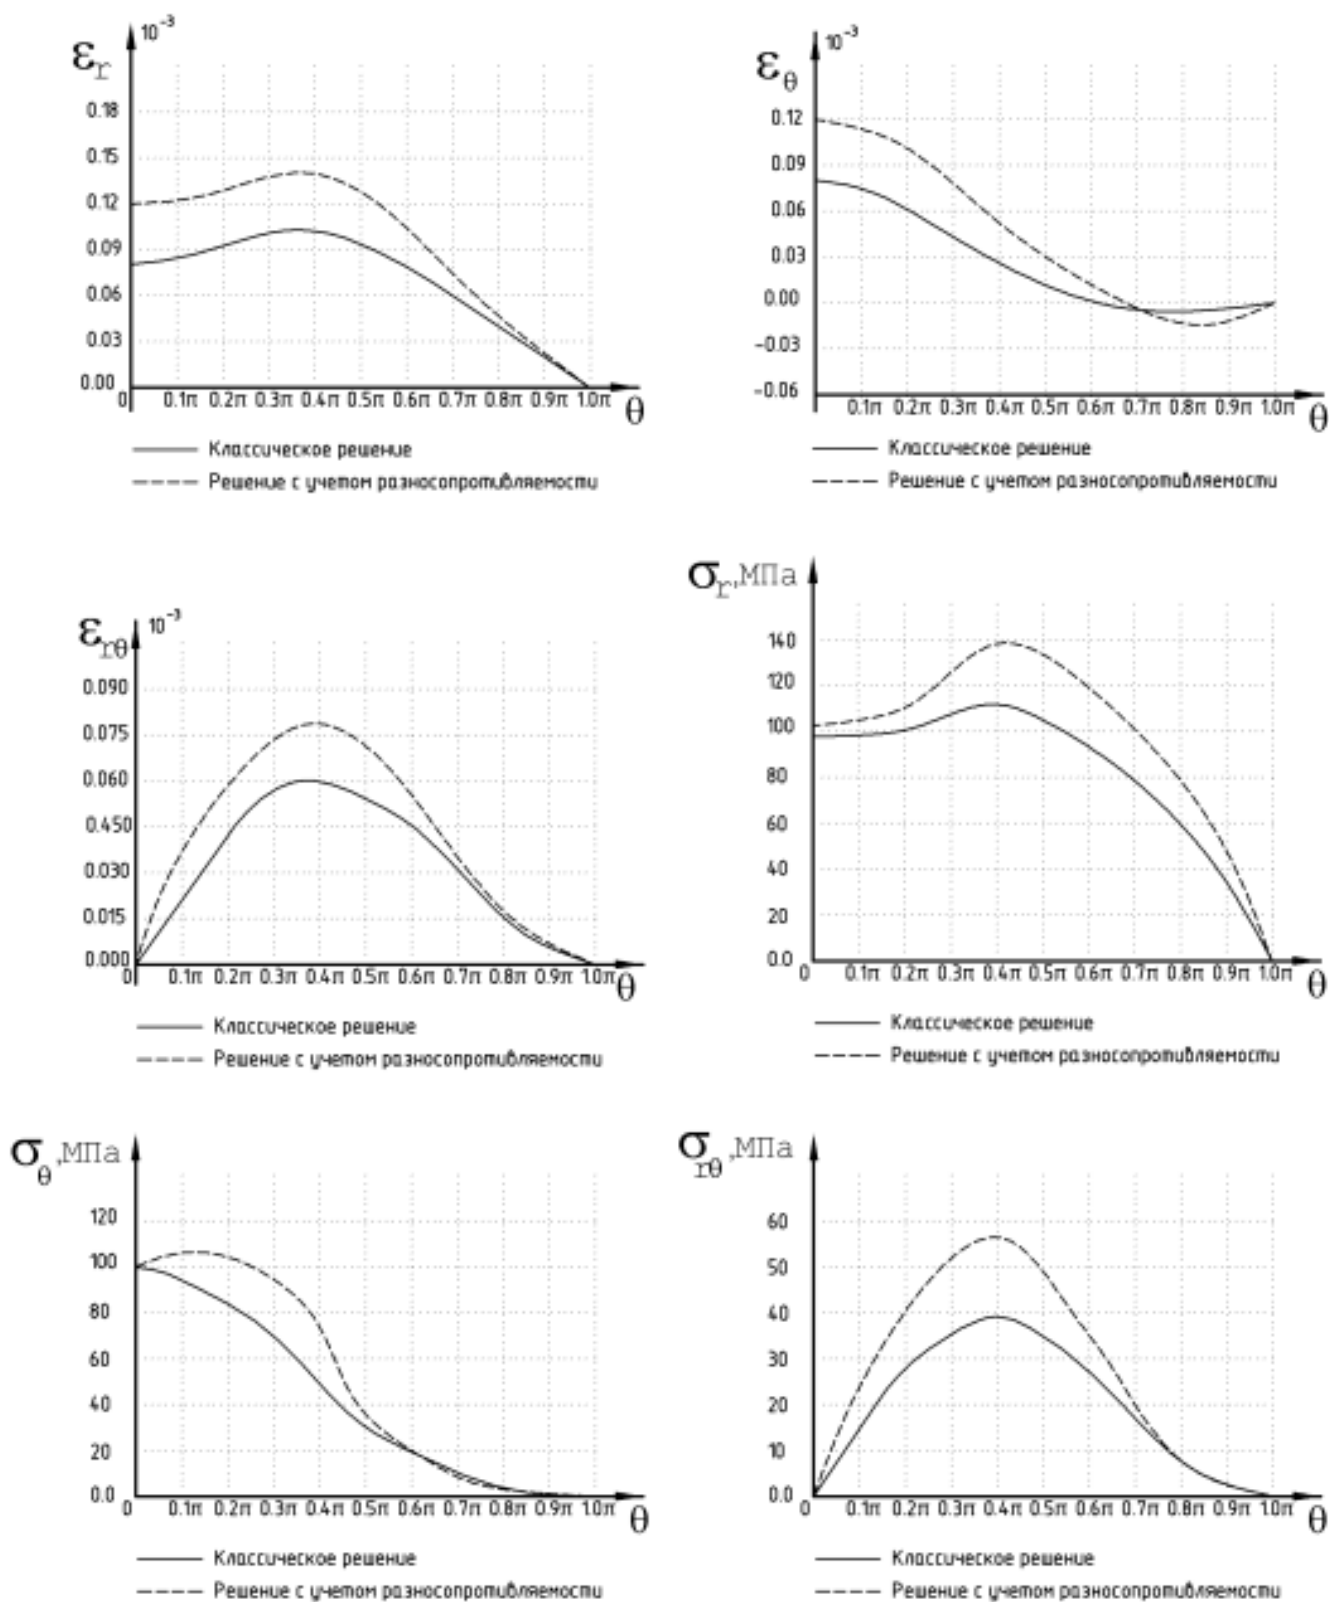 ε_r 10⁻³
0.18
0.15
0.12
0.09
0.06
0.03
0.00
0 0.1π 0.2π 0.3π 0.4π 0.5π 0.6π 0.7π 0.8π 0.9π 1.0π θ
Классическое решение
Решение с учетом разносопротивляемости
ε_θ 10⁻³
0.12
0.09
0.06
0.03
0.00
-0.03
-0.06
0.1π 0.2π 0.3π 0.4π 0.5π 0.6π 0.7π 0.8π 0.9π 1.0π θ
Классическое решение
Решение с учетом разносопротивляемости
ε_rθ 10⁻³
0.090
0.075
0.060
0.450
0.030
0.015
0.000
0.1π 0.2π 0.3π 0.4π 0.5π 0.6π 0.7π 0.8π 0.9π 1.0π θ
Классическое решение
Решение с учетом разносопротивляемости
σ_r, МПа
140
120
100
80
60
40
20
0.0
0 0.1π 0.2π 0.3π 0.4π 0.5π 0.6π 0.7π 0.8π 0.9π 1.0π θ
Классическое решение
Решение с учетом разносопротивляемости
σ_θ, МПа
120
100
80
60
40
20
0.0
0 0.1π 0.2π 0.3π 0.4π 0.5π 0.6π 0.7π 0.8π 0.9π 1.0π θ
Классическое решение
Решение с учетом разносопротивляемости
σ_rθ, МПа
60
50
40
30
20
10
0.0
0 0.1π 0.2π 0.3π 0.4π 0.5π 0.6π 0.7π 0.8π 0.9π 1.0π θ
Классическое решение
Решение с учетом разносопротивляемости